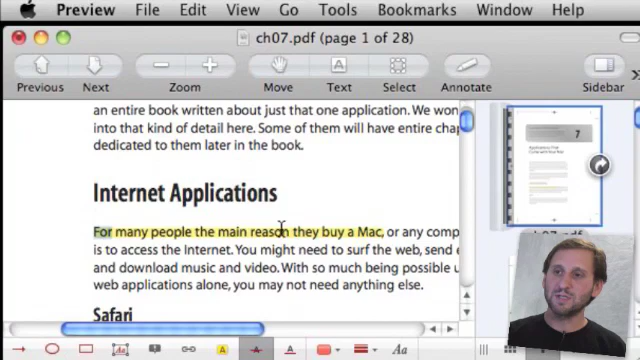 Preview File Edit View Go Tools Bookmarks Window Help
ch07.pdf (page 1 of 28)
Previous Next Zoom Move Text Select Annotate Sidebar
an entire book written about just that one application. We won
into that kind of detail here. Some of them will have entire chap
dedicated to them later in the book.
Internet Applications
For many people the main reason they buy a Mac, or any comp
is to access the Internet. You might need to surf the web, send e
and download music and video. With so much being possible u
web applications alone, you may not need anything else.
Safari
7
ch07.pdf
Aa
A
A
Aa